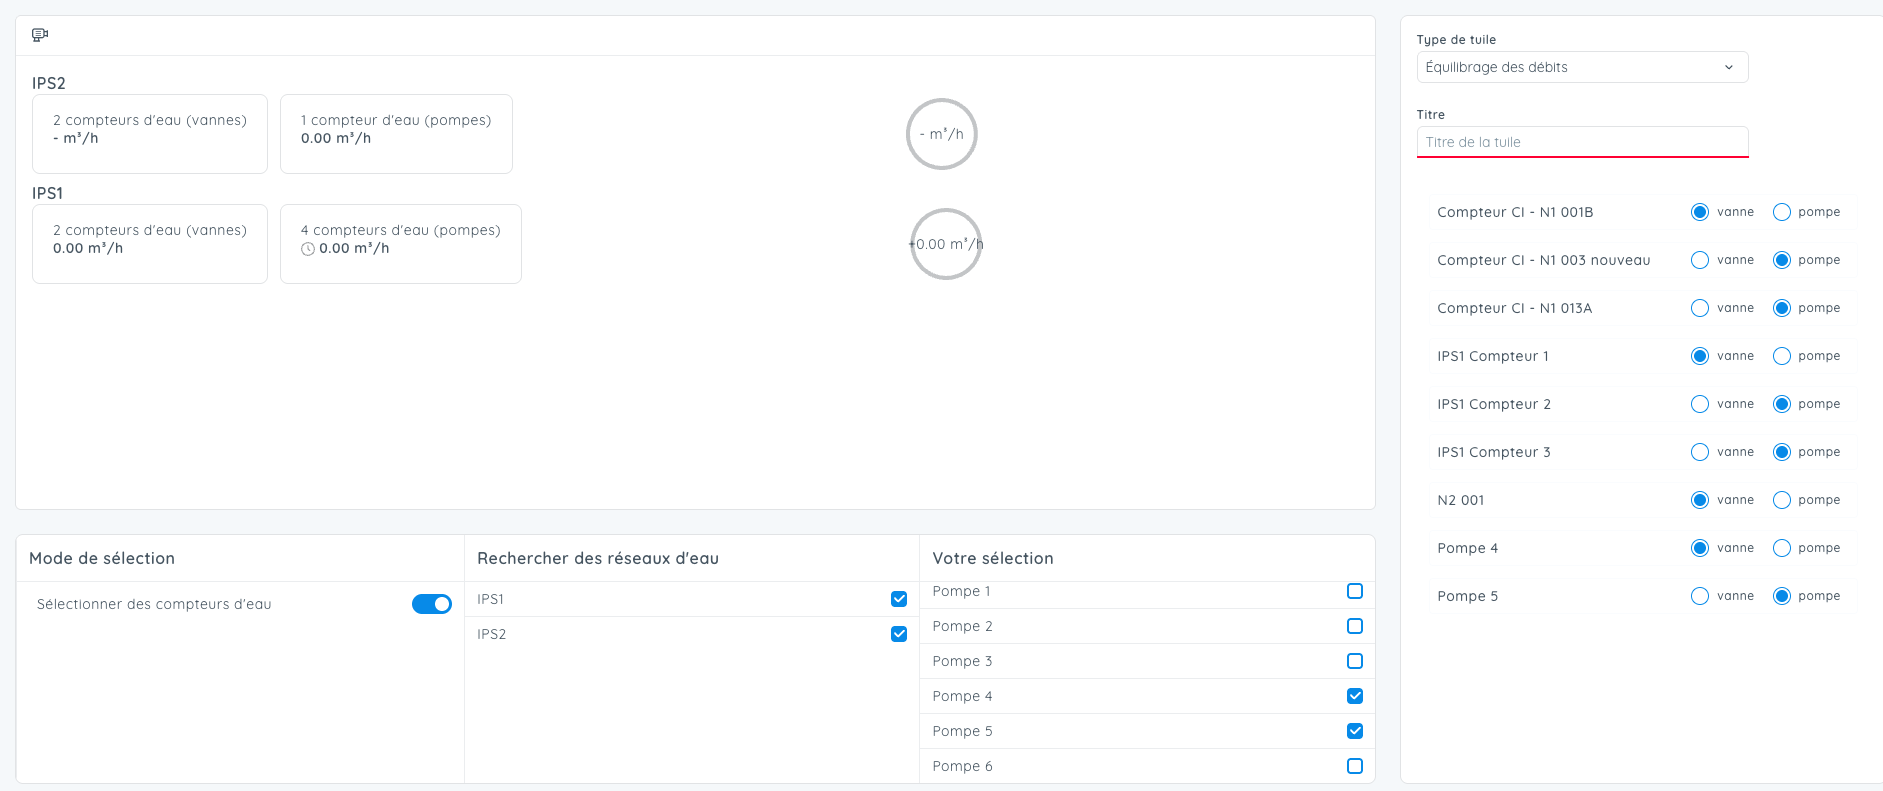 IPS2
2 compteurs d'eau (vannes)
- m³/h
1 compteur d'eau (pompes)
0.00 m³/h
- m³/h
IPS1
2 compteurs d'eau (vannes)
0.00 m³/h
4 compteurs d'eau (pompes)
0.00 m³/h
+0.00 m³/h
Mode de sélection
Sélectionner des compteurs d'eau
Rechercher des réseaux d'eau
IPS1
IPS2
Votre sélection
Pompe 1
Pompe 2
Pompe 3
Pompe 4
Pompe 5
Pompe 6
Type de tuile
Équilibrage des débits
Titre
Titre de la tuile
Compteur CI - N1 001B vanne pompe
Compteur CI - N1 003 nouveau vanne pompe
Compteur CI - N1 013A vanne pompe
IPS1 Compteur 1 vanne pompe
IPS1 Compteur 2 vanne pompe
IPS1 Compteur 3 vanne pompe
N2 001 vanne pompe
Pompe 4 vanne pompe
Pompe 5 vanne pompe